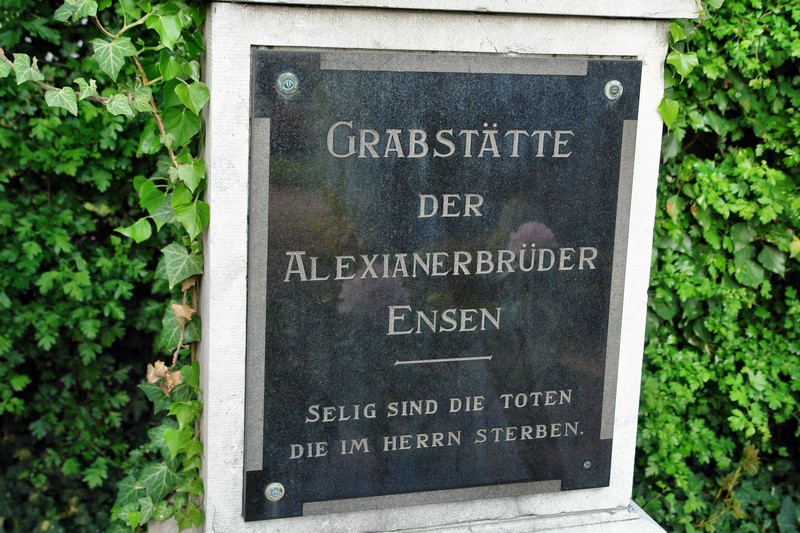 GRABSTÄTTE
DER
ALEXIANERBRÜDER
ENSEN
SELIG SIND DIE TOTEN
DIE IM HERRN STERBEN.